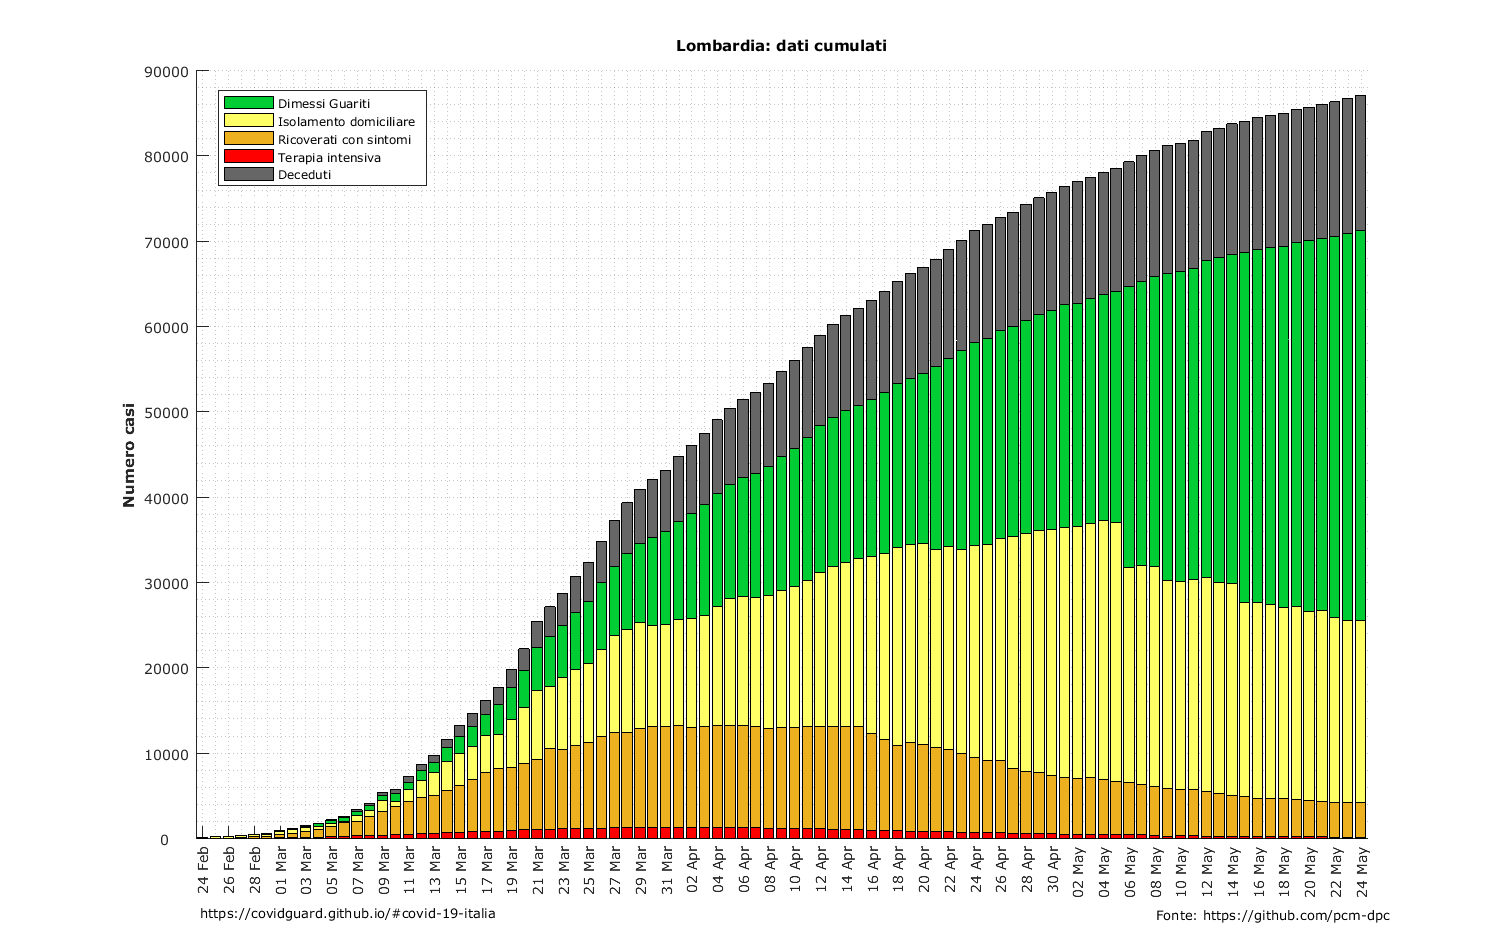 Lombardia: dati cumulati
90000
80000
70000
60000
50000
40000
30000
20000
10000
0
Numero casi
Dimessi Guariti
Isolamento domiciliare
Ricoverati con sintomi
Terapia intensiva
Deceduti
24 Feb
26 Feb
28 Feb
01 Mar
03 Mar
05 Mar
07 Mar
09 Mar
11 Mar
13 Mar
15 Mar
17 Mar
19 Mar
21 Mar
23 Mar
25 Mar
27 Mar
29 Mar
31 Mar
02 Apr
04 Apr
06 Apr
08 Apr
10 Apr
12 Apr
14 Apr
16 Apr
18 Apr
20 Apr
22 Apr
24 Apr
26 Apr
28 Apr
30 Apr
02 May
04 May
06 May
08 May
10 May
12 May
14 May
16 May
18 May
20 May
22 May
24 May
https://covidguard.github.io/#covid-19-italia
Fonte: https://github.com/pcm-dpc